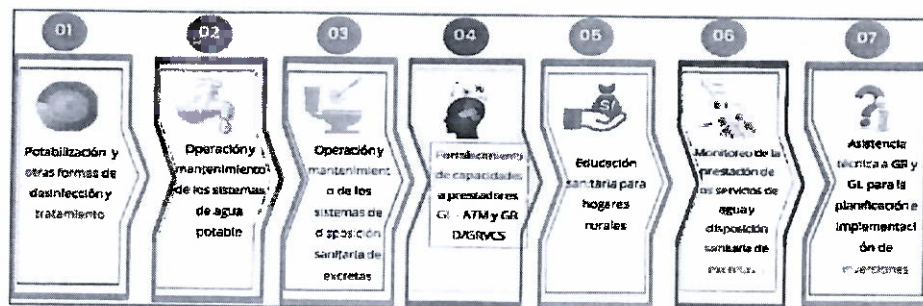 01
Potabilización y
otras formas de
dasinfección y
tratamiento
02
Operación y
mantenimiento
de los sistemas
de agua
potable
03
Operación y
mantenimient
o de los
sistemas de
disposición
sanitaria de
excretas
04
Fortalecimiento
de capacidades
a prestadores
GL - ATM y GR
05
S/
Educación
sanitaria para
hogares
rurales
06
Monitoreo de la
prestación de
los servicios de
agua y
disposición
sanitaria de
07
Asistencia
técnica a GR y
GL para la
planificación e
implementaci
ón de
inversiones